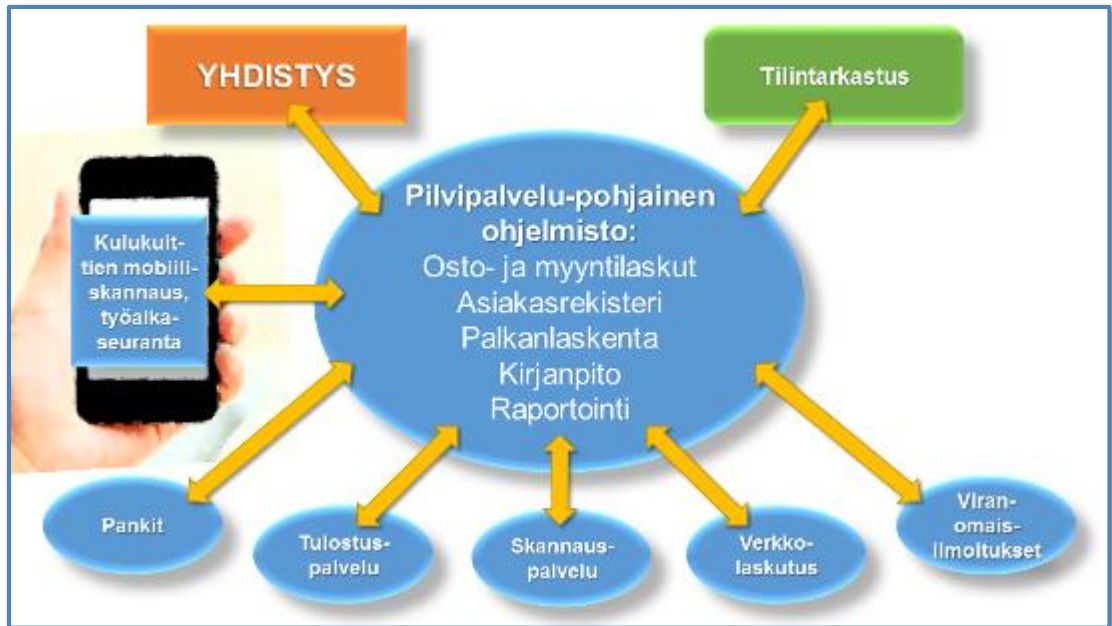 YHDISTYS
Tilintarkastus
Pilvipalvelu-pohjainen
ohjelmisto:
Osto- ja myyntilaskut
Asiakasrekisteri
Palkanlaskenta
Kirjanpito
Raportointi
Kulukuit-
tien mobiili-
skannaus,
työaika-
seuranta
Pankit
Tulostus-
palvelu
Skannaus-
palvelu
Verkko-
laskutus
Viran-
omais-
ilmoitukset